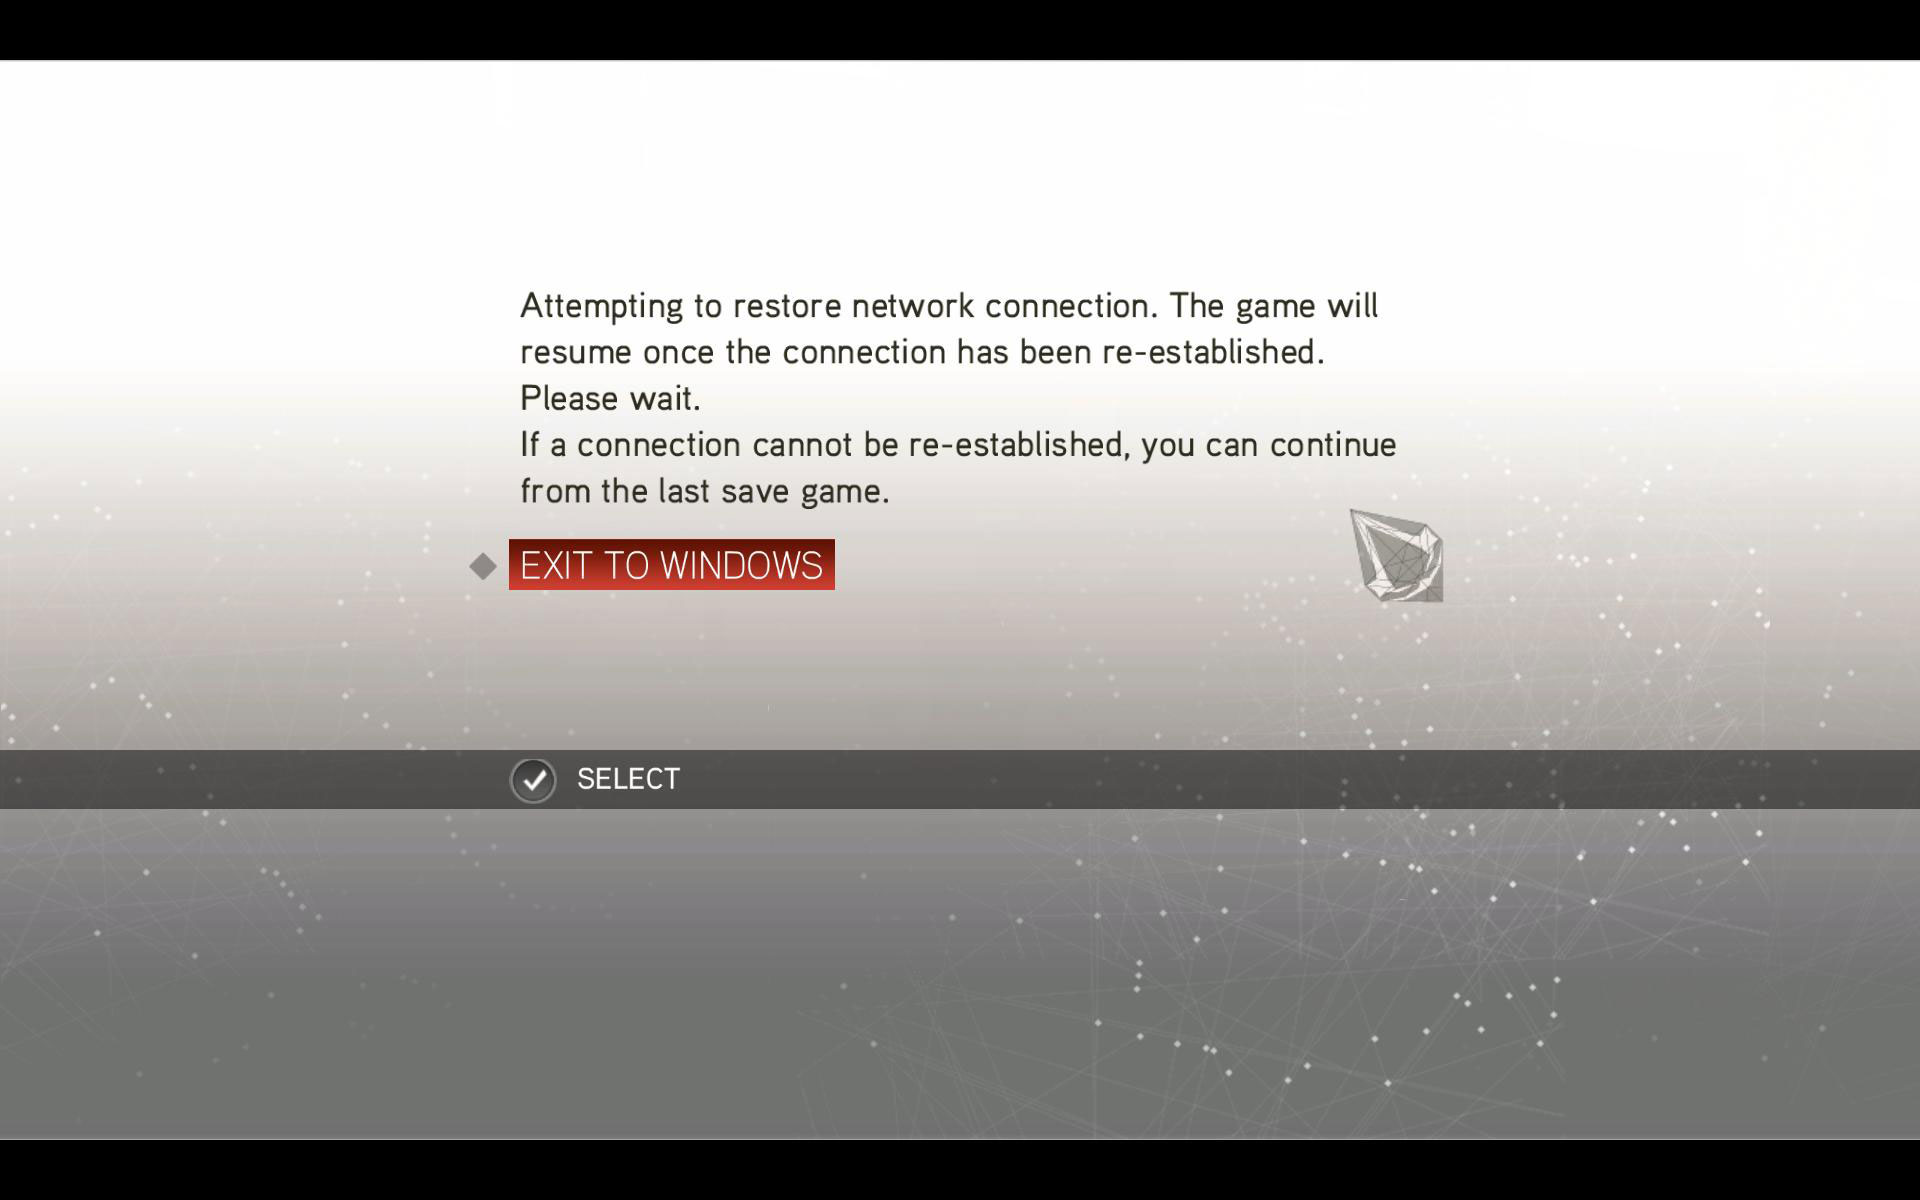 Attempting to restore network connection. The game will
resume once the connection has been re-established.
Please wait.
If a connection cannot be re-established, you can continue
from the last save game.
EXIT TO WINDOWS
SELECT